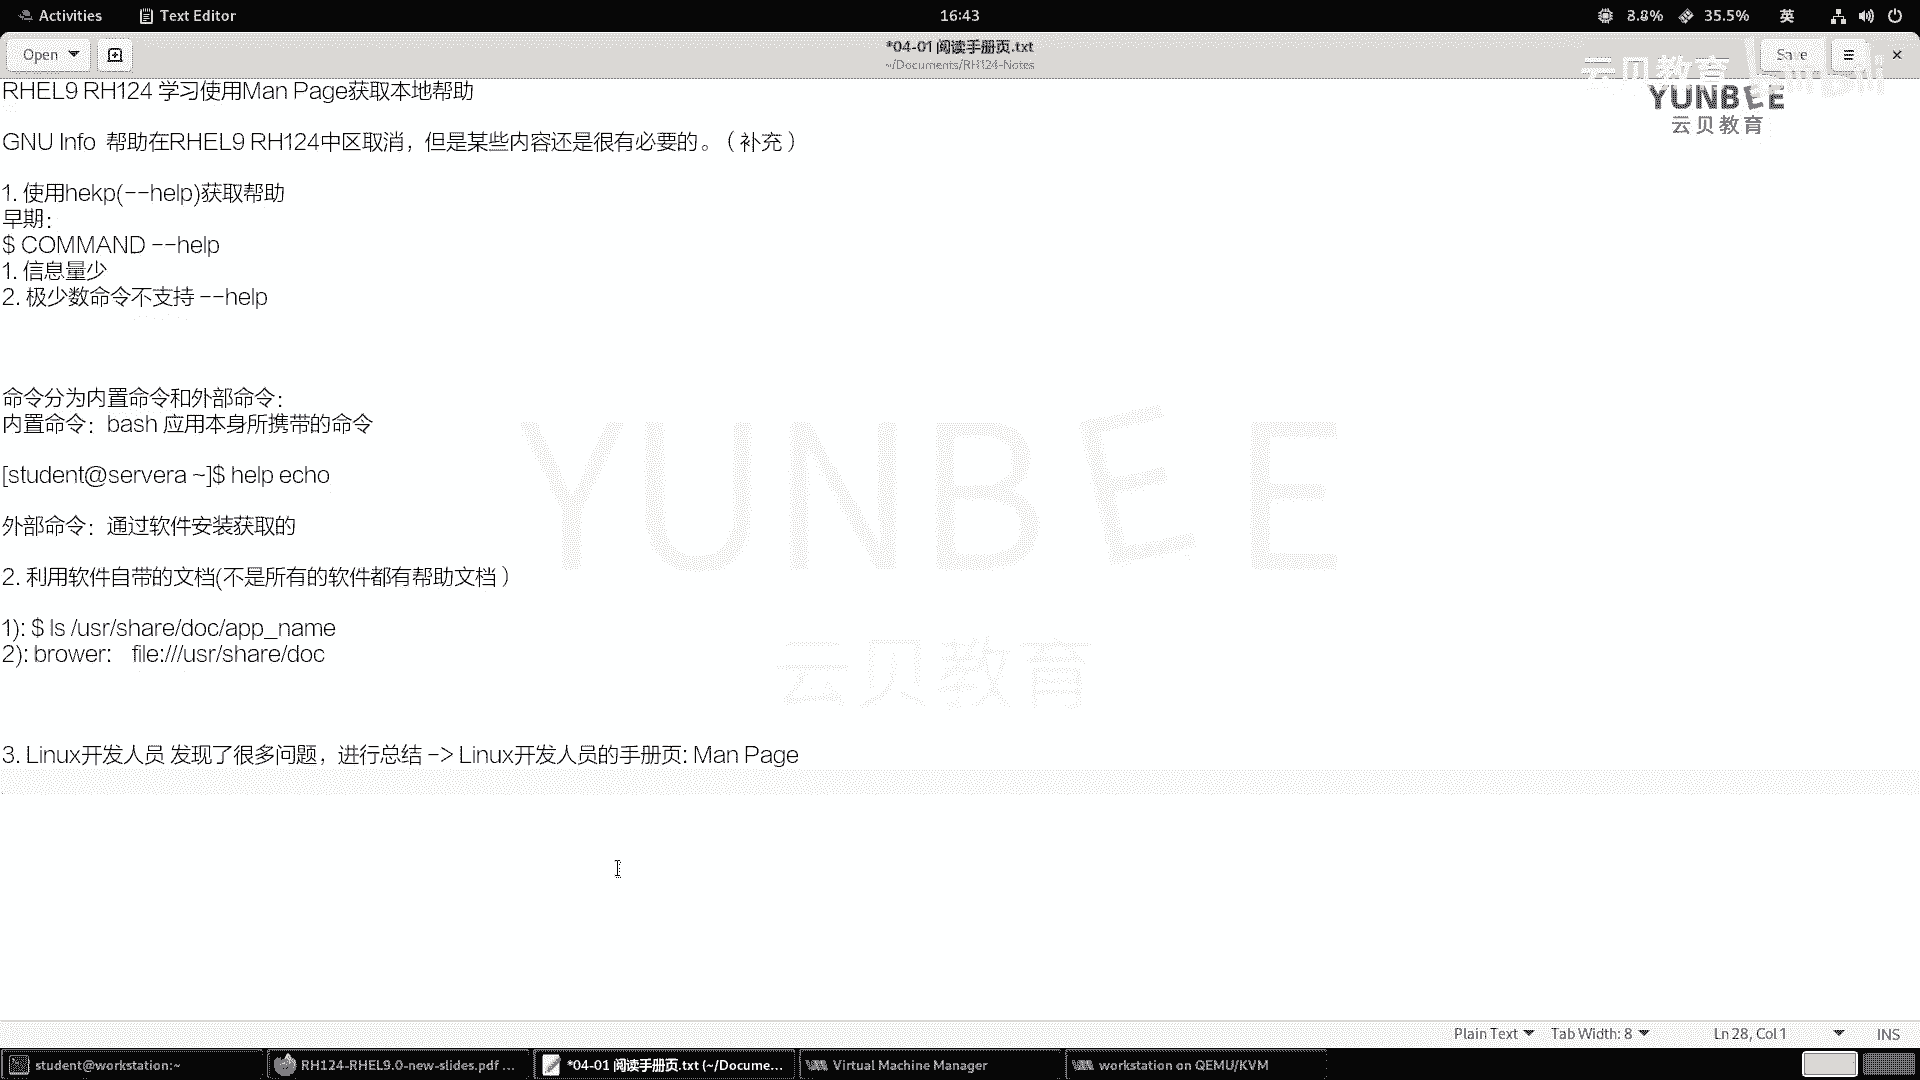 Activities
Text Editor
16:43
3.8%
35.5%
英
Open
*04-01 阅读手册页.txt
~/Documents/RH124-Notes
Save
云贝教育
YUNBEE
云贝教育
RHEL9 RH124 学习使用Man Page获取本地帮助
GNU Info 帮助在RHEL9 RH124中区取消，但是某些内容还是很有必要的。（补充）
1. 使用hekp(--help)获取帮助
早期：
$ COMMAND --help
1. 信息量少
2. 极少数命令不支持 --help
命令分为内置命令和外部命令：
内置命令：bash 应用本身所携带的命令
[student@servera ~]$ help echo
外部命令：通过软件安装获取的
2. 利用软件自带的文档(不是所有的软件都有帮助文档）
1): $ ls /usr/share/doc/app_name
2): brower: file:///usr/share/doc
3. Linux开发人员 发现了很多问题，进行总结 -> Linux开发人员的手册页: Man Page
YUNBEE
云贝教育
Plain Text
Tab Width: 8
Ln 28, Col 1
INS
student@workstation:~
RH124-RHEL9.0-new-slides.pdf ...
*04-01 阅读手册页.txt (~/Docume...
Virtual Machine Manager
workstation on QEMU/KVM